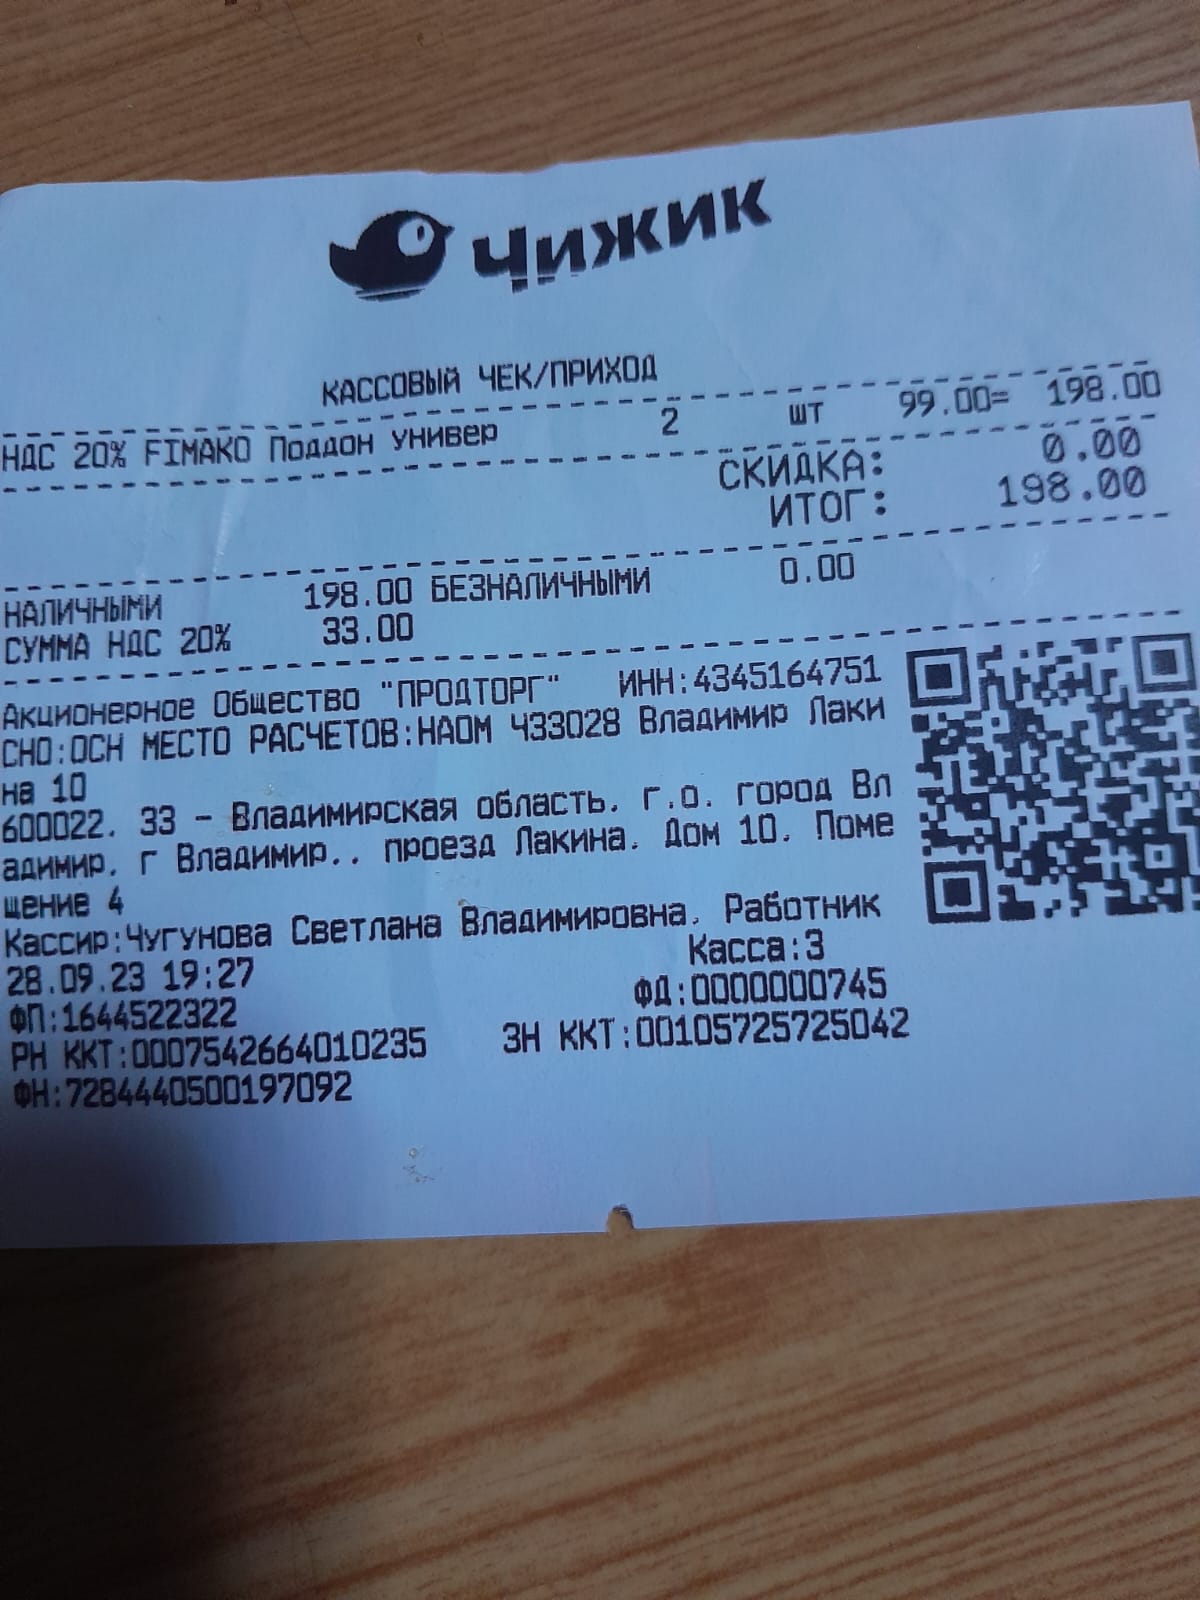 чижик
КАССОВЫЙ ЧЕК/ПРИХОД
НДС 20% FIMAKO Поддон универ 2 шт 99.00= 198.00
СКИДКА: 0.00
ИТОГ: 198.00
НАЛИЧНЫМИ 198.00 БЕЗНАЛИЧНЫМИ 0.00
СУММА НДС 20% 33.00
Акционерное Общество "ПРОДТОРГ" ИНН:4345164751
СНО:ОСН МЕСТО РАСЧЕТОВ:НАОМ Ч33028 Владимир Лаки
на 10
600022, 33 - Владимирская область, г.о. город Вл
адимир, г Владимир,, проезд Лакина, Дом 10, Поме
щение 4
Кассир:Чугунова Светлана Владимировна, Работник
28.09.23 19:27 Касса:3
ФП:1644522322 ФД:0000000745
РН ККТ:0007542664010235 ЗН ККТ:00105725725042
ФН:7284440500197092